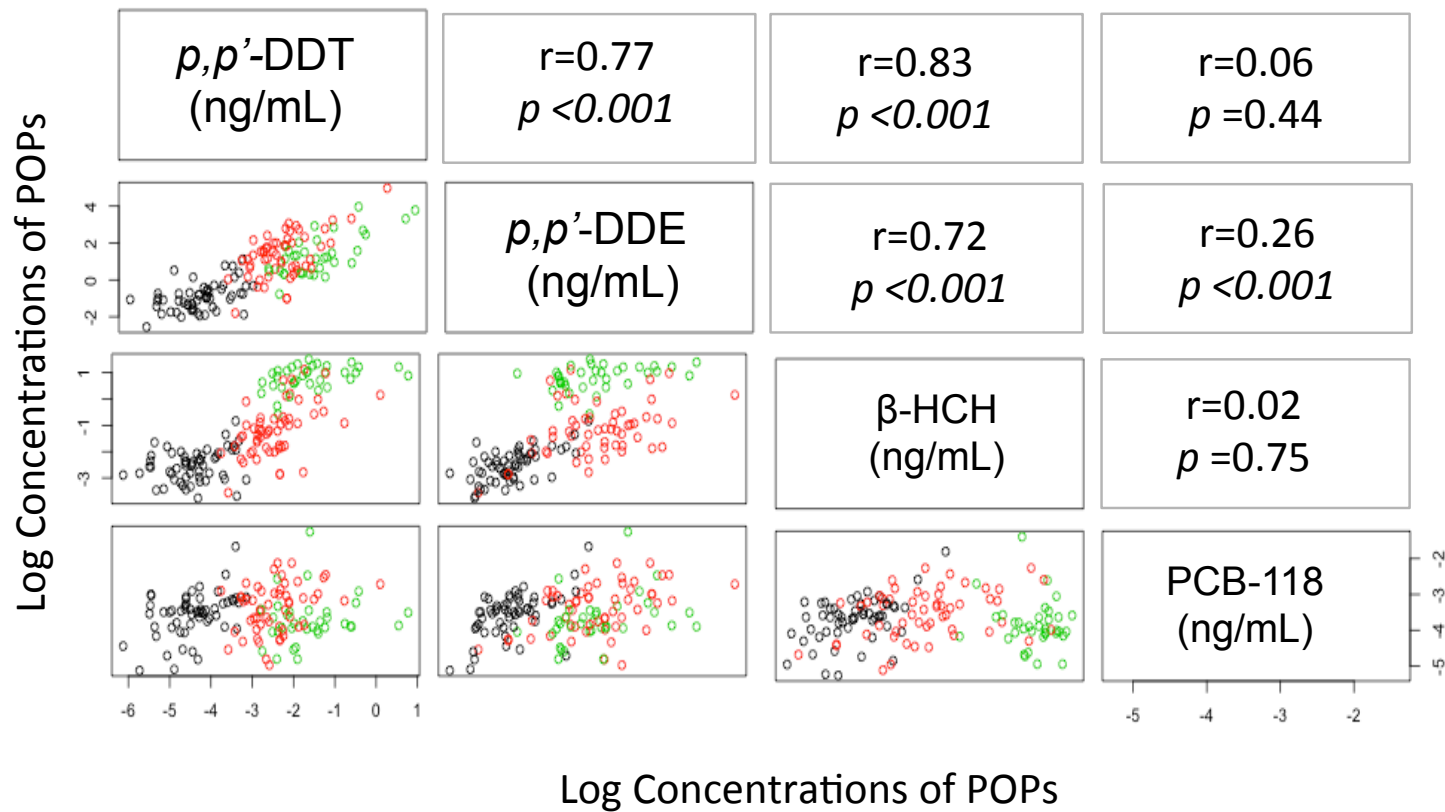 Log Concentrations of POPs
p,p’-DDT
(ng/mL)
r=0.77
p <0.001
r=0.83
p <0.001
r=0.06
p =0.44
4
2
0
-2
p,p’-DDE
(ng/mL)
r=0.72
p <0.001
r=0.26
p <0.001
1
-1
-3
β-HCH
(ng/mL)
r=0.02
p =0.75
PCB-118
(ng/mL)
-2
-3
-4
-5
-6 -5 -4 -3 -2 -1 0 1
-5 -4 -3 -2
Log Concentrations of POPs